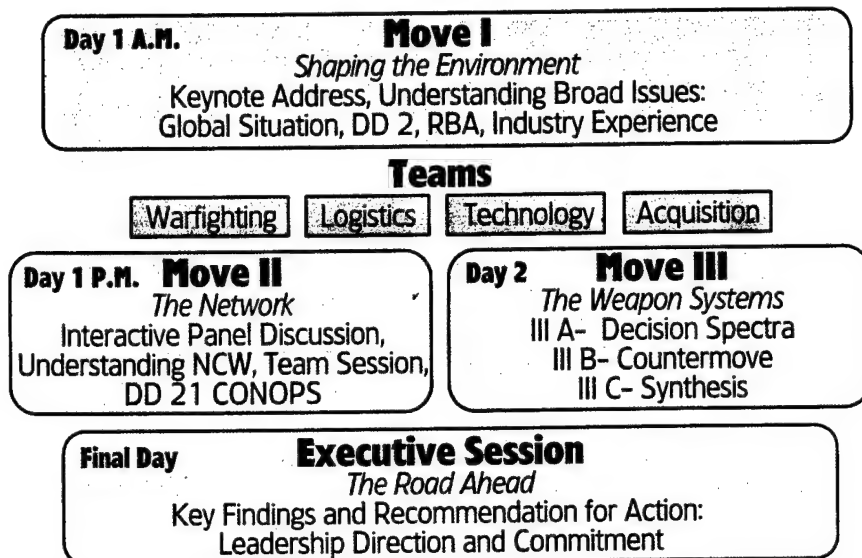 Day 1 A.M. Move I
Shaping the Environment
Keynote Address, Understanding Broad Issues:
Global Situation, DD 2, RBA, Industry Experience
Teams
Warfighting Logistics Technology Acquisition
Day 1 P.M. Move II
The Network
Interactive Panel Discussion,
Understanding NCW, Team Session,
DD 21 CONOPS
Day 2 Move III
The Weapon Systems
III A- Decision Spectra
III B- Countermove
III C- Synthesis
Final Day Executive Session
The Road Ahead
Key Findings and Recommendation for Action:
Leadership Direction and Commitment